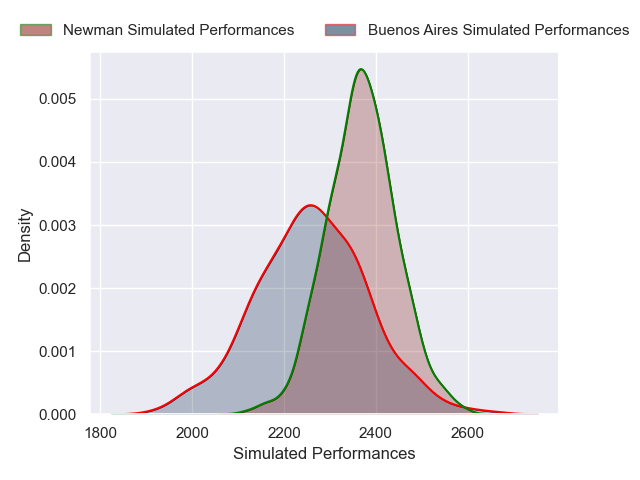 Newman Simulated Performances
Buenos Aires Simulated Performances
0.005
0.004
0.003
0.002
0.001
0.000
Density
1800 2000 2200 2400 2600
Simulated Performances